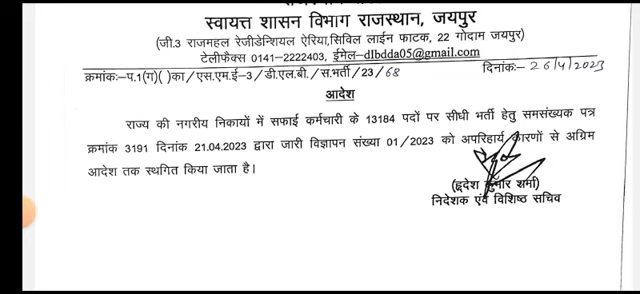 स्वायत्त शासन विभाग राजस्थान, जयपुर
(जी.3 राजमहल रेजीडेन्शियल ऐरिया,सिविल लाईन फाटक, 22 गोदाम जयपुर)
टेलीफैक्स 0141-2222403, ईमेल-dlbdda05@gmail.com
क्रमांक:-प.1(ग)( )का/एस.एम.ई-3/डी.एल.बी./स.भर्ती/23/68 दिनांक:- 26/4/2023
आदेश
राज्य की नगरीय निकायों में सफाई कर्मचारी के 13184 पदों पर सीधी भर्ती हेतु समसंख्यक पत्र
क्रमांक 3191 दिनांक 21.04.2023 द्वारा जारी विज्ञापन संख्या 01/2023 को अपरिहार्य कारणों से अग्रिम
आदेश तक स्थगित किया जाता है।
(हृदेश कुमार शर्मा)
निदेशक एवं विशिष्ठ सचिव